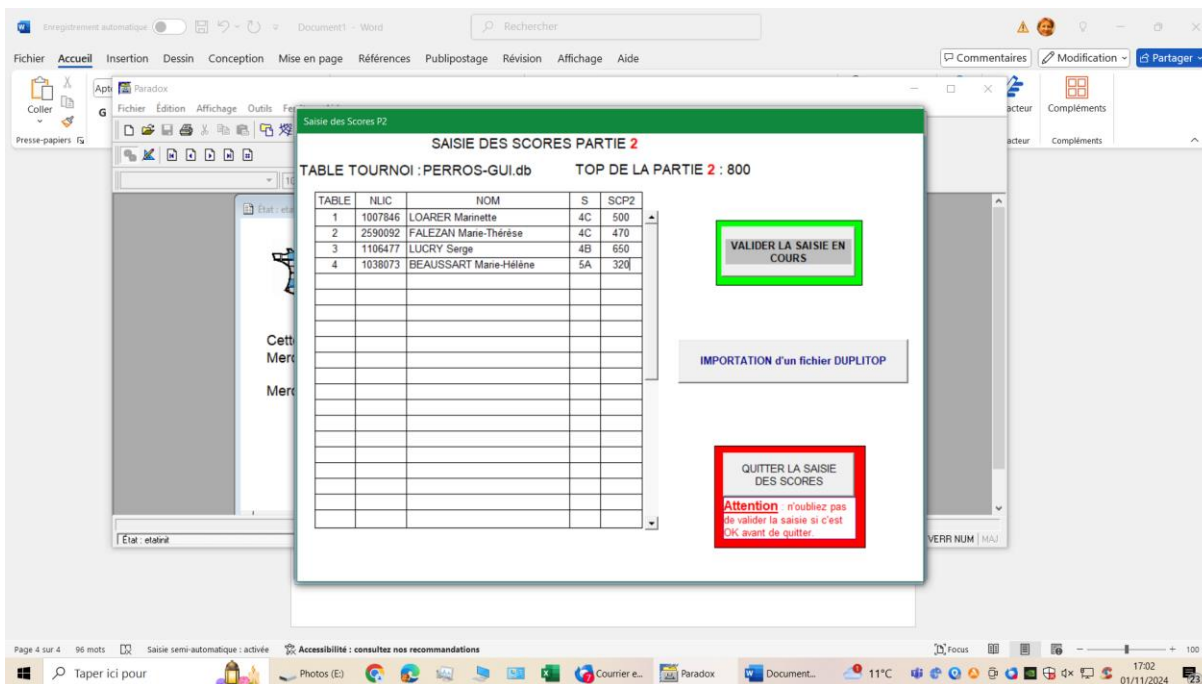 Enregistrement automatique Document1 - Word Rechercher
Fichier Accueil Insertion Dessin Conception Mise en page Références Publipostage Révision Affichage Aide Commentaires Modification Partager
Coller
G
Presse-papiers
Compléments
Compléments
Paradox
Fichier Édition Affichage Outils
Saisie des Scores P2
SAISIE DES SCORES PARTIE 2
TABLE TOURNOI : PERROS-GUI.db TOP DE LA PARTIE 2 : 800
TABLE NLIC NOM S SCP2
1 1007846 LOARER Marinette 4C 500
2 2590092 FALEZAN Marie-Thérése 4C 470
3 1106477 LUCRY Serge 4B 650
4 1038073 BEAUSSART Marie-Hélène 5A 320
VALIDER LA SAISIE EN
COURS
IMPORTATION d'un fichier DUPLITOP
QUITTER LA SAISIE
DES SCORES
Attention : n'oubliez pas
de valider la saisie si c'est
OK avant de quitter.
État : etatinit VERR NUM MAJ
Page 4 sur 4 96 mots Saisie semi-automatique : activée Accessibilité : consultez nos recommandations Focus 100
Taper ici pour Photos (E:) Courrier e... Paradox Document... 11°C 17:02
01/11/2024 23